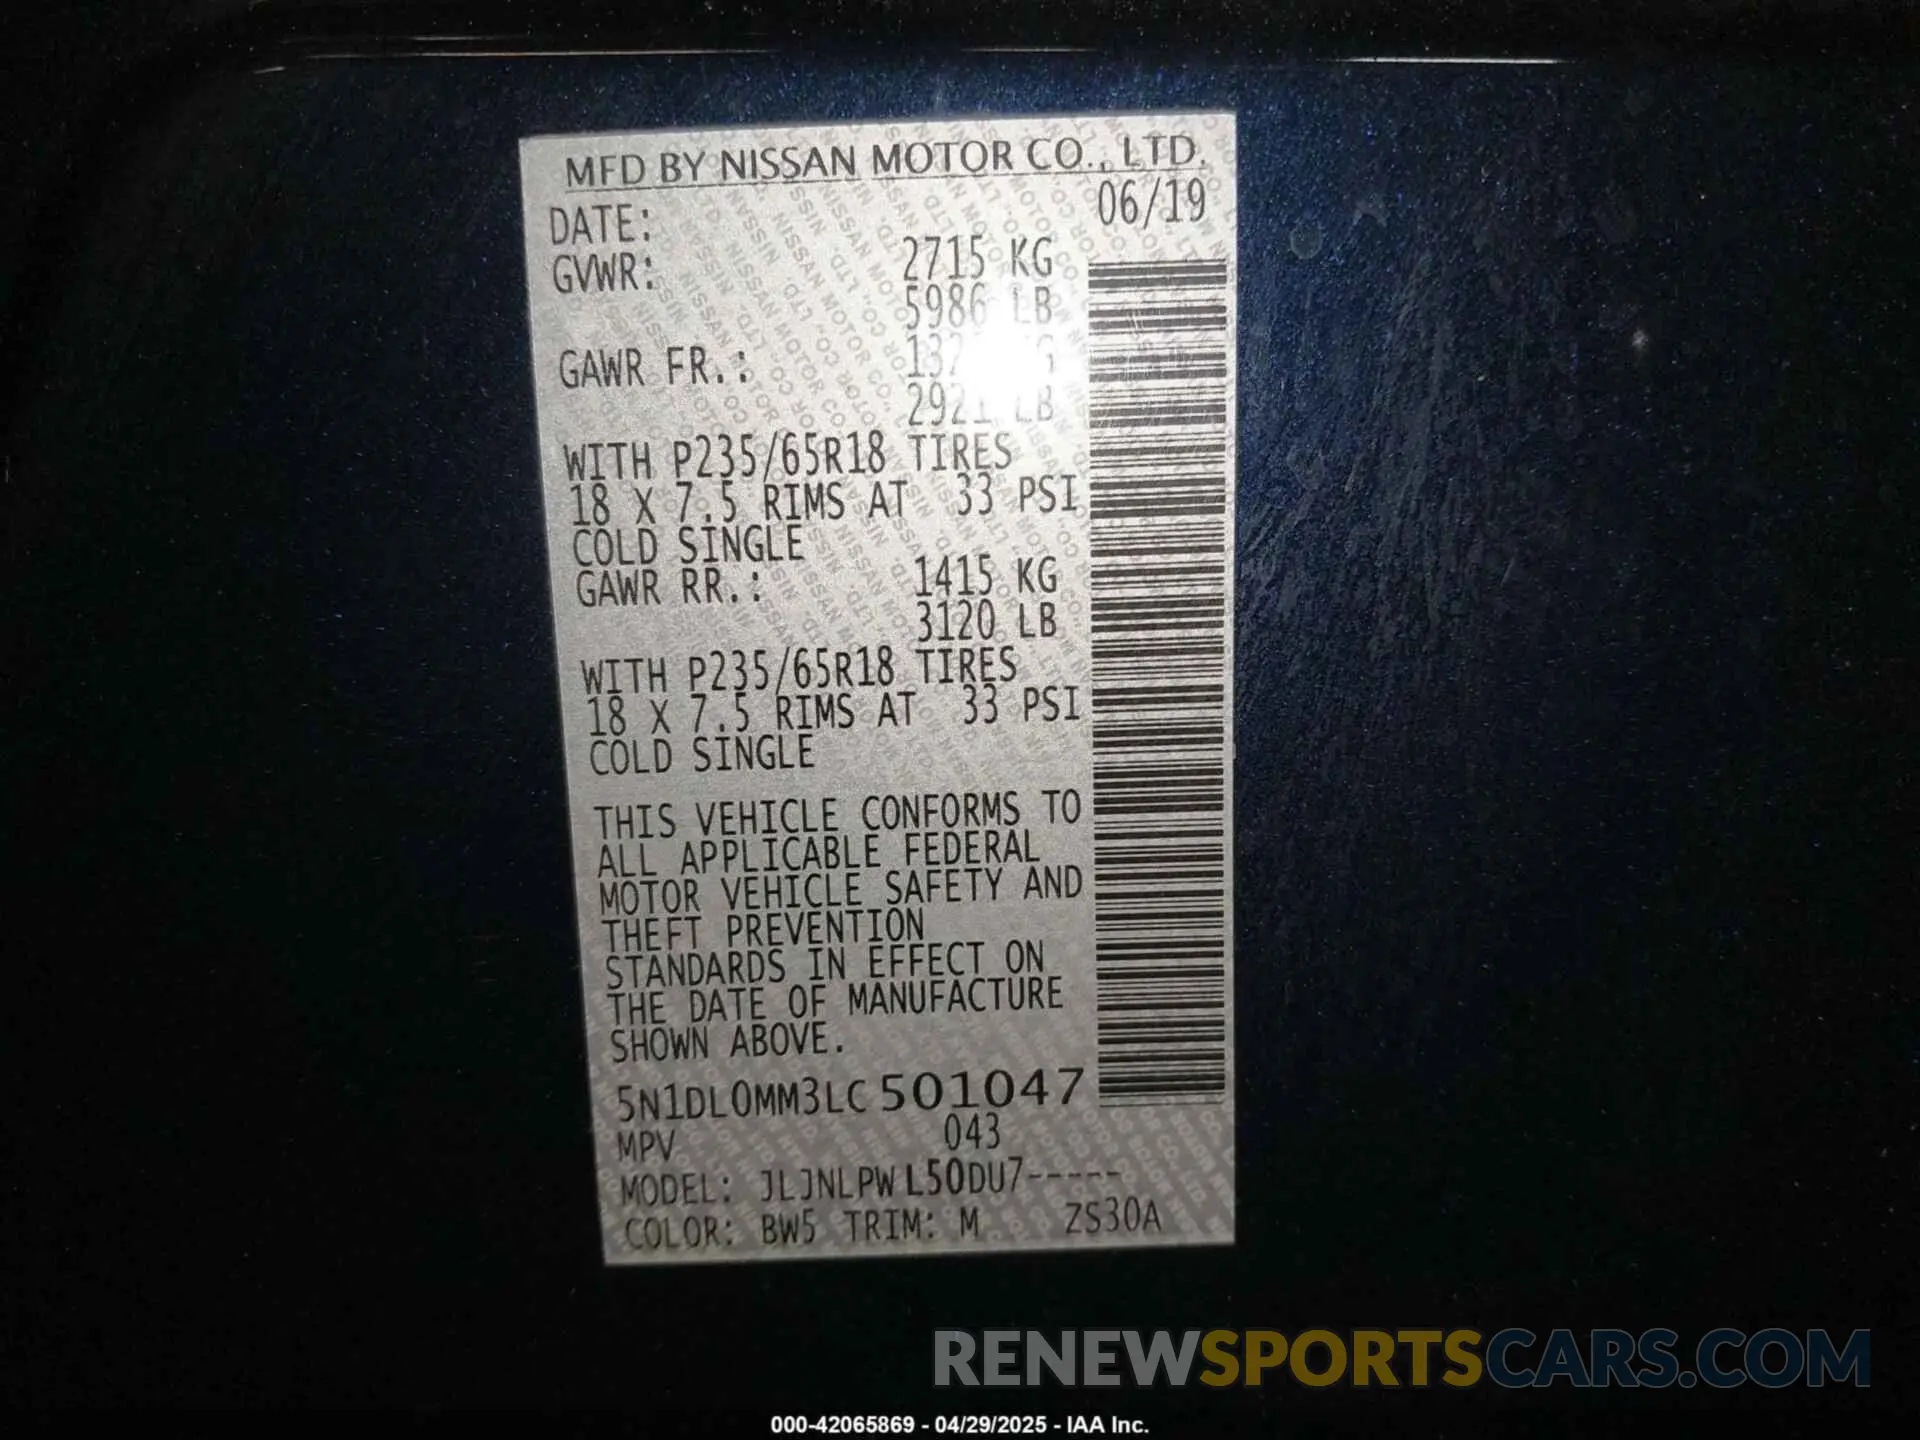 MFD BY NISSAN MOTOR CO., LTD.
DATE: 06/19
GVWR: 2715 KG
5986 LB
GAWR FR.:
2921 LB
WITH P235/65R18 TIRES
18 X 7.5 RIMS AT 33 PSI
COLD SINGLE
GAWR RR.: 1415 KG
3120 LB
WITH P235/65R18 TIRES
18 X 7.5 RIMS AT 33 PSI
COLD SINGLE
THIS VEHICLE CONFORMS TO
ALL APPLICABLE FEDERAL
MOTOR VEHICLE SAFETY AND
THEFT PREVENTION
STANDARDS IN EFFECT ON
THE DATE OF MANUFACTURE
SHOWN ABOVE.
5N1DL0MM3LC 501047
MPV 043
MODEL: JLJNLPW L50DU7-----
COLOR: BW5 TRIM: M ZS30A
RENEWSPORTSCARS.COM
000-42065869 - 04/29/2025 - IAA Inc.